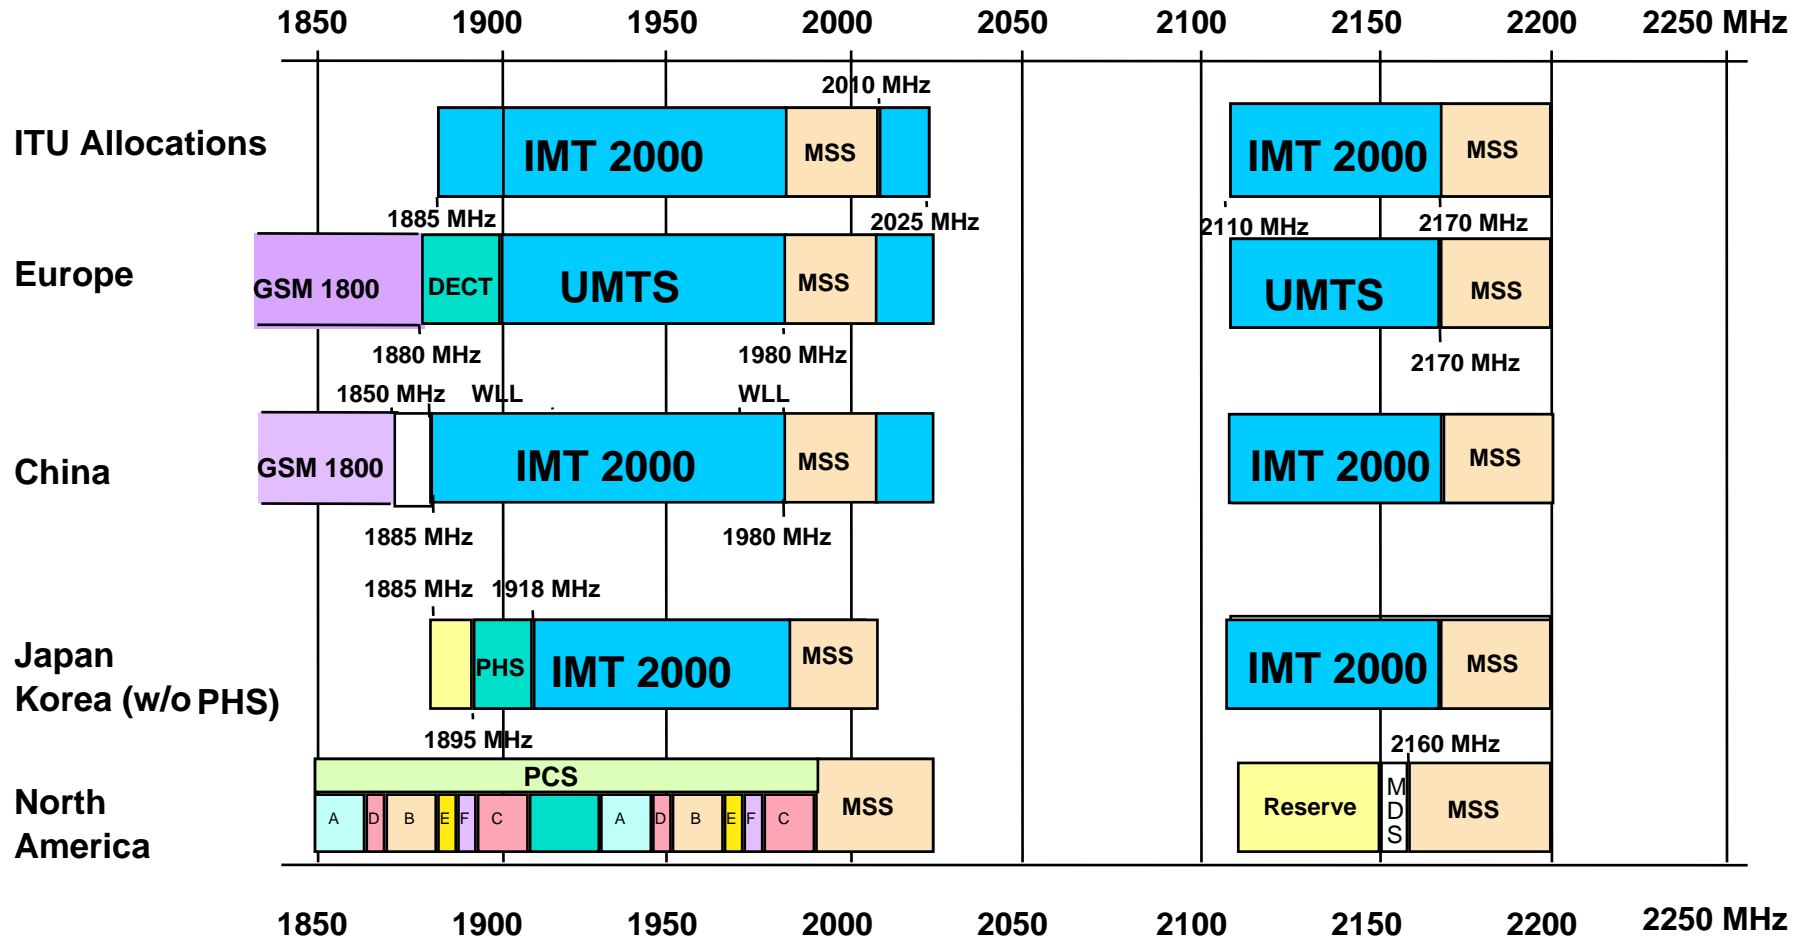 1850 1900 1950 2000 2050 2100 2150 2200 2250 MHz
2010 MHz
ITU Allocations
IMT 2000 MSS IMT 2000 MSS
1885 MHz 2025 MHz 2110 MHz 2170 MHz
Europe
GSM 1800 DECT UMTS MSS UMTS MSS
1880 MHz 1980 MHz 2170 MHz
1850 MHz WLL WLL
China
GSM 1800 IMT 2000 MSS IMT 2000 MSS
1885 MHz 1980 MHz
1885 MHz 1918 MHz
Japan
Korea (w/o PHS)
PHS IMT 2000 MSS IMT 2000 MSS
1895 MHz 2160 MHz
North
America
PCS
A D B E F C A D B E F C
MSS Reserve MDS MSS
1850 1900 1950 2000 2050 2100 2150 2200 2250 MHz